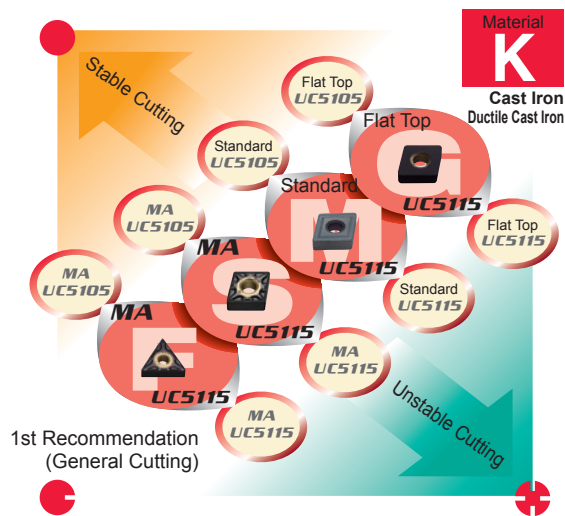 Material
K
Cast Iron
Ductile Cast Iron
Stable Cutting
Flat Top
UC5105
Flat Top
G
UC5115
Standard
UC5105
Standard
M
UC5115
Flat Top
UC5115
MA
UC5105
MA
S
UC5115
Standard
UC5115
MA
UC5105
MA
F
UC5115
MA
UC5115
MA
UC5115
Unstable Cutting
1st Recommendation
(General Cutting)